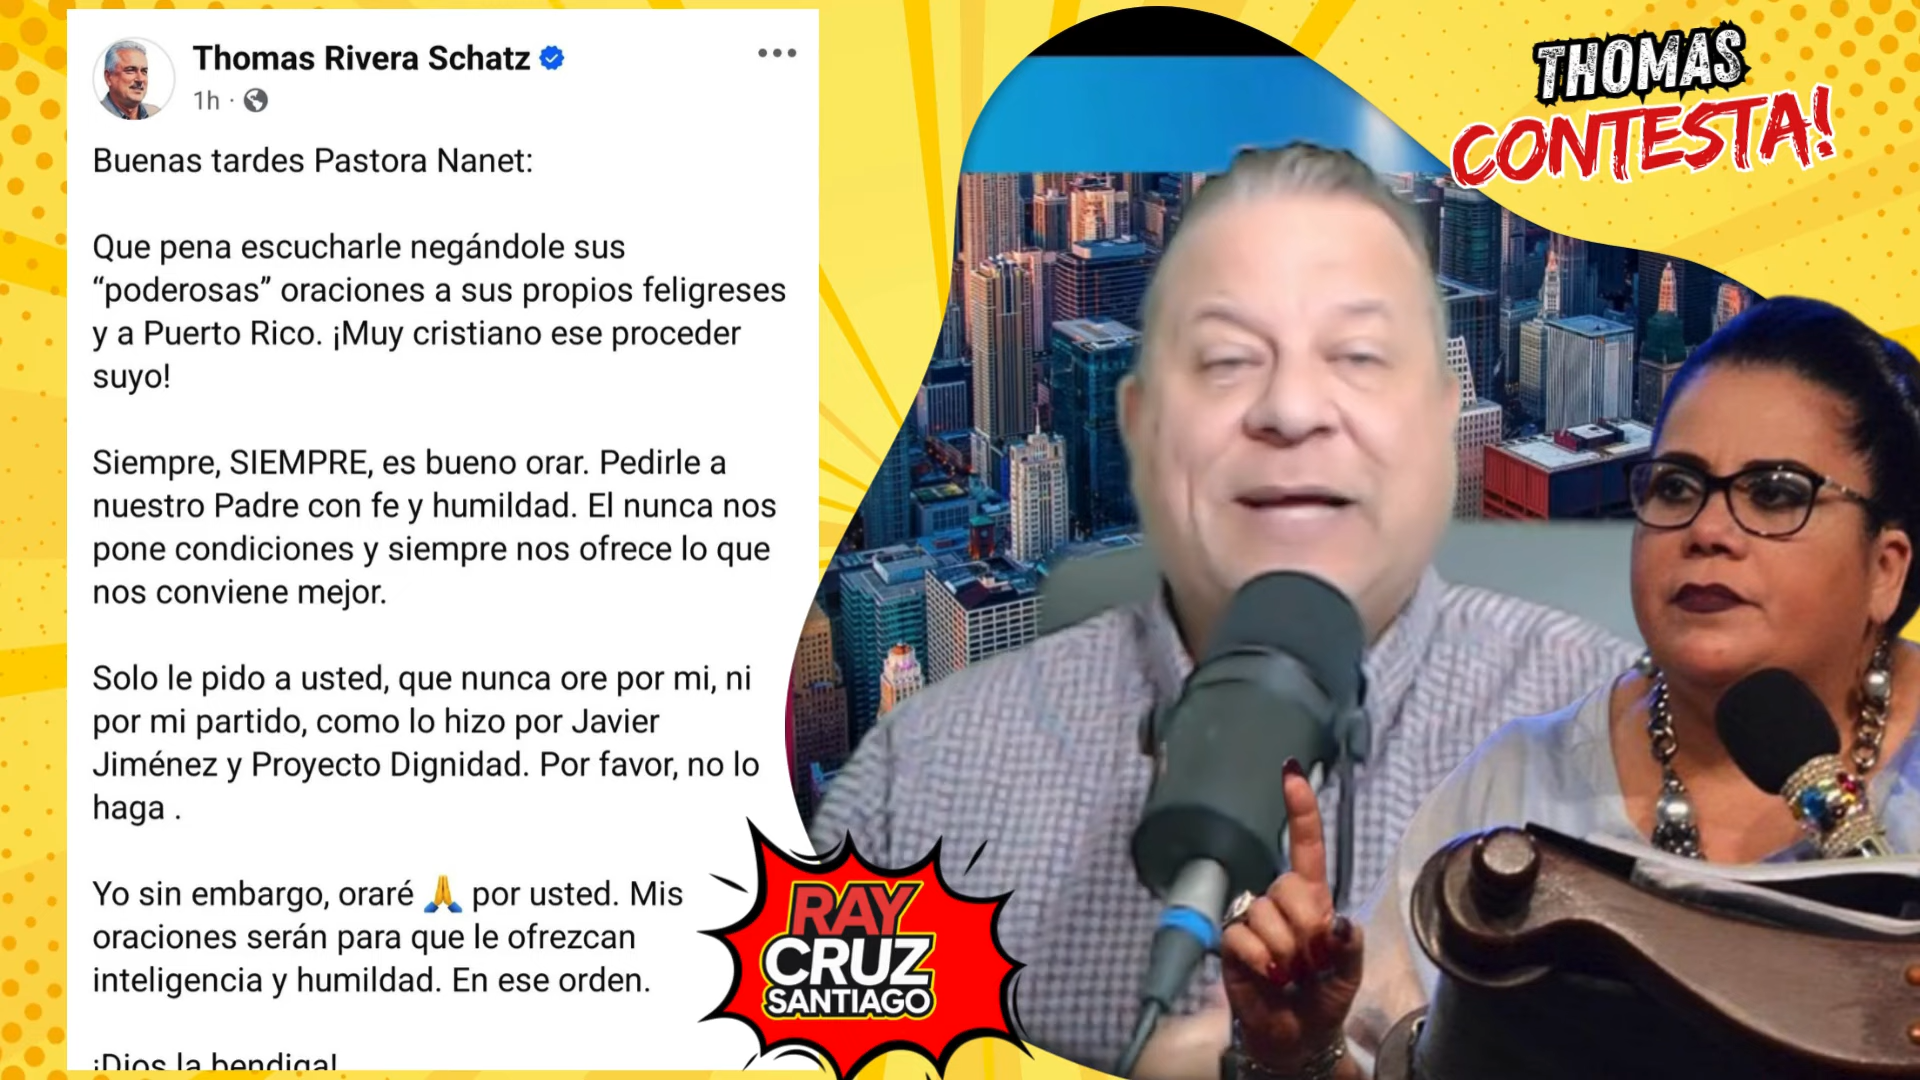 Thomas Rivera Schatz
1h ·
Buenas tardes Pastora Nanet:
Que pena escucharle negándole sus
“poderosas” oraciones a sus propios feligreses
y a Puerto Rico. ¡Muy cristiano ese proceder
suyo!
Siempre, SIEMPRE, es bueno orar. Pedirle a
nuestro Padre con fe y humildad. El nunca nos
pone condiciones y siempre nos ofrece lo que
nos conviene mejor.
Solo le pido a usted, que nunca ore por mi, ni
por mi partido, como lo hizo por Javier
Jiménez y Proyecto Dignidad. Por favor, no lo
haga .
Yo sin embargo, oraré 🙏 por usted. Mis
oraciones serán para que le ofrezcan
inteligencia y humildad. En ese orden.
¡Dios la bendiga!
THOMAS
CONTESTA!
RAY
CRUZ
SANTIAGO